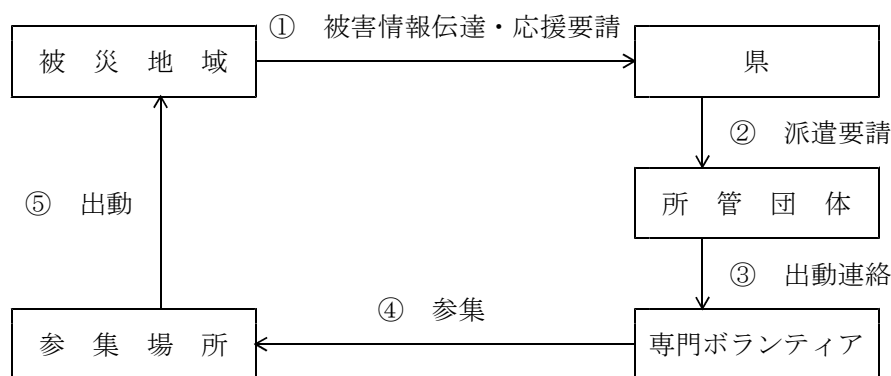 ① 被害情報伝達・応援要請
被 災 地 域
県
② 派遣要請
所 管 団 体
⑤ 出動
③ 出動連絡
④ 参集
参 集 場 所
専門ボランティア